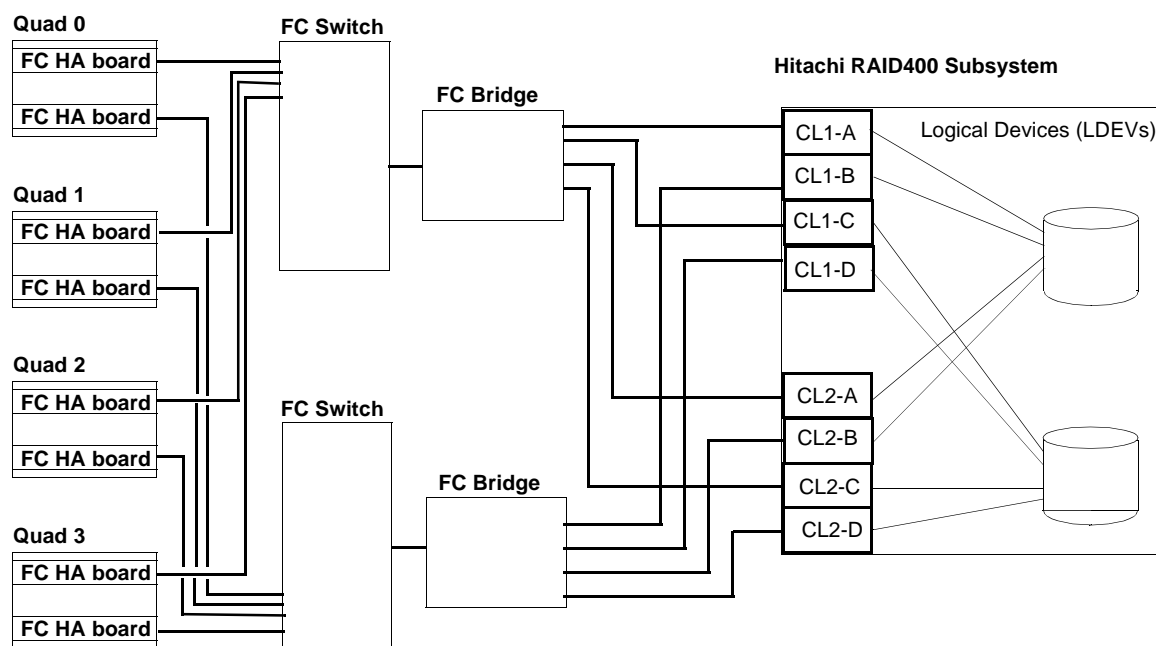 Quad 0
FC HA board
FC HA board
Quad 1
FC HA board
FC HA board
Quad 2
FC HA board
FC HA board
Quad 3
FC HA board
FC HA board
FC Switch
FC Switch
FC Bridge
FC Bridge
Hitachi RAID400 Subsystem
Logical Devices (LDEVs)
CL1-A
CL1-B
CL1-C
CL1-D
CL2-A
CL2-B
CL2-C
CL2-D